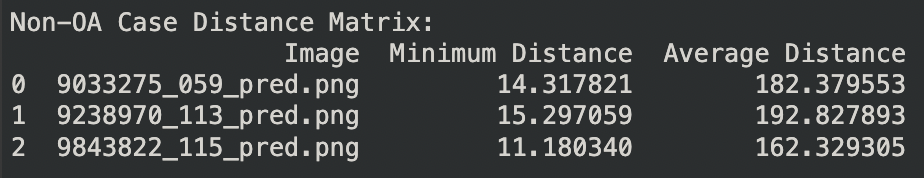 Non-OA Case Distance Matrix:
Image Minimum Distance Average Distance
0 9033275_059_pred.png 14.317821 182.379553
1 9238970_113_pred.png 15.297059 192.827893
2 9843822_115_pred.png 11.180340 162.329305